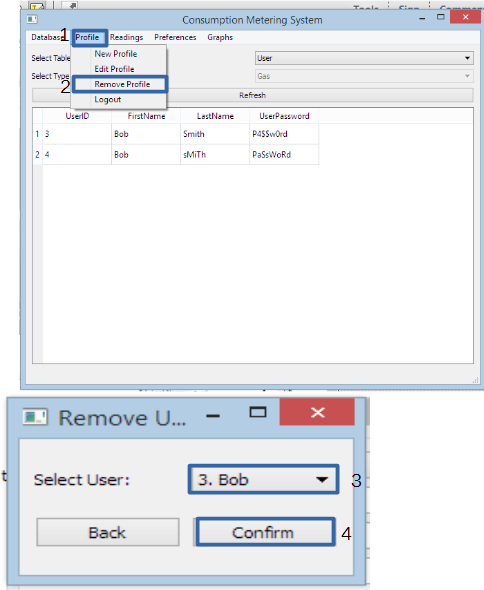 Tools Sign Commen
Consumption Metering System
1
Database Profile Readings Preferences Graphs
Select Table
User
New Profile
Edit Profile
Select Type
Gas
2 Remove Profile
Logout
Refresh
UserID FirstName LastName UserPassword
1 3 Bob Smith P4$$w0rd
2 4 Bob sMiTh PaSsWoRd
Remove U...
t
Select User: 3. Bob 3
Back Confirm 4